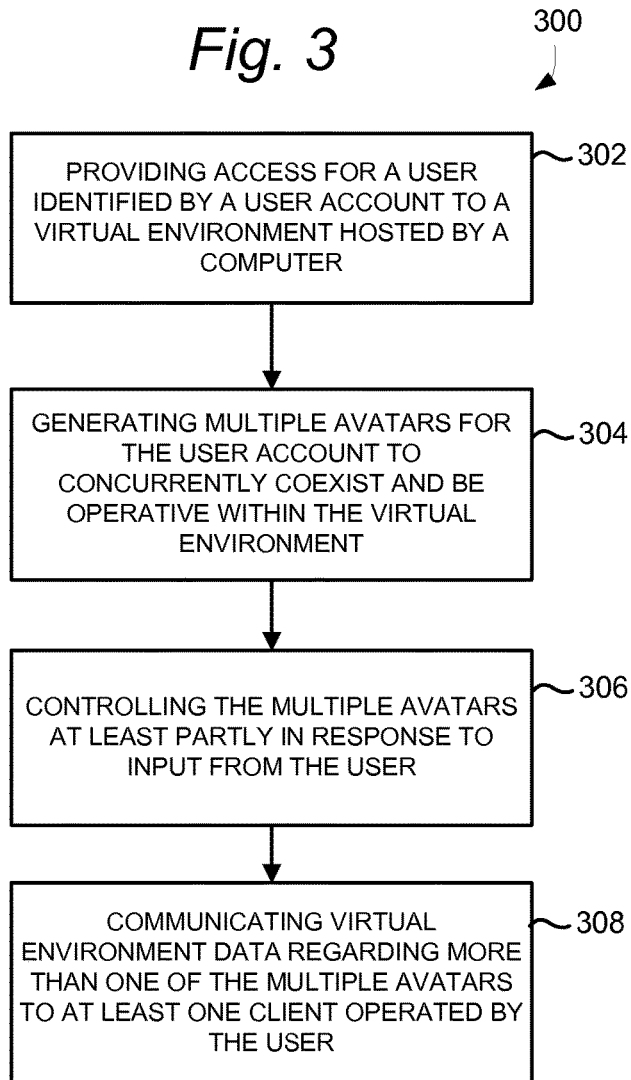 Fig. 3
300
PROVIDING ACCESS FOR A USER
IDENTIFIED BY A USER ACCOUNT TO A
VIRTUAL ENVIRONMENT HOSTED BY A
COMPUTER
302
GENERATING MULTIPLE AVATARS FOR
THE USER ACCOUNT TO
CONCURRENTLY COEXIST AND BE
OPERATIVE WITHIN THE VIRTUAL
ENVIRONMENT
304
CONTROLLING THE MULTIPLE AVATARS
AT LEAST PARTLY IN RESPONSE TO
INPUT FROM THE USER
306
COMMUNICATING VIRTUAL
ENVIRONMENT DATA REGARDING MORE
THAN ONE OF THE MULTIPLE AVATARS
TO AT LEAST ONE CLIENT OPERATED BY
THE USER
308